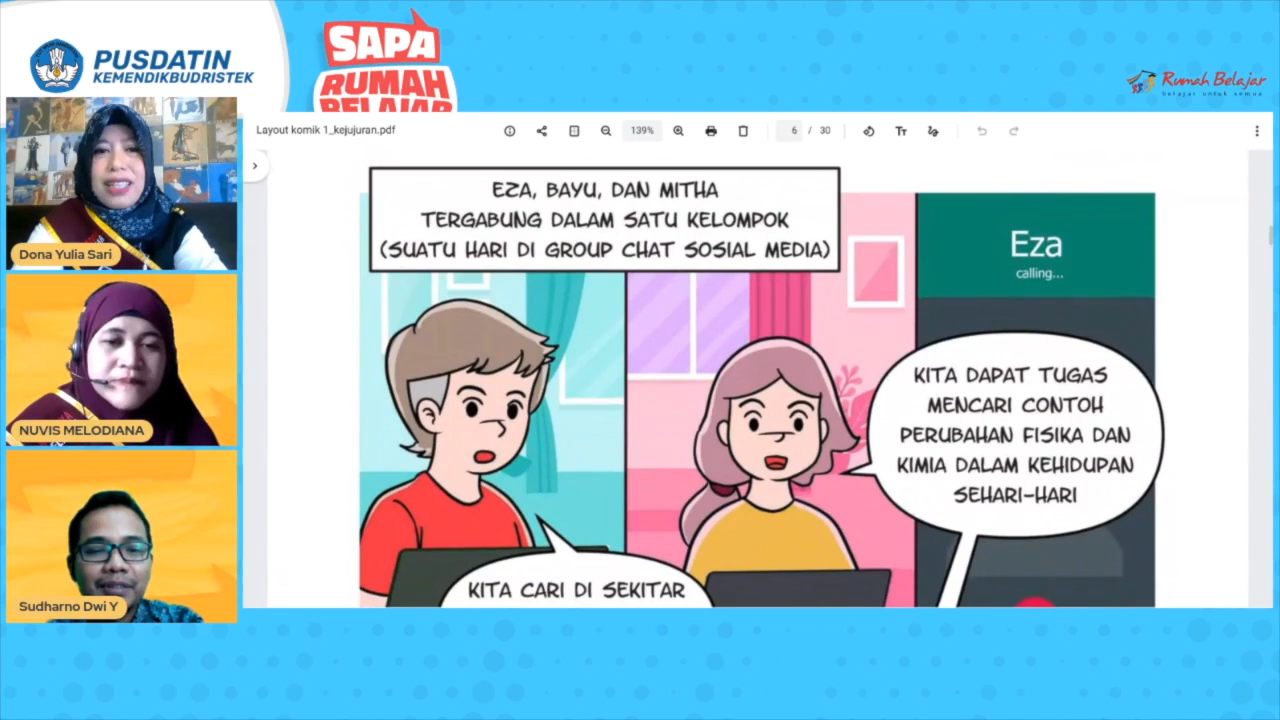 PUSDATIN
KEMENDIKBUDRISTEK
SAPA
RUMAH
BELAJAR
Rumah Belajar
belajar untuk semua
Dona Yulia Sari
NUVIS MELODIANA
Sudharno Dwi Y
Layout komik 1_kejujuran.pdf
139%
6 / 30
EZA, BAYU, DAN MITHA
TERGABUNG DALAM SATU KELOMPOK
(SUATU HARI DI GROUP CHAT SOSIAL MEDIA)
Eza
calling...
KITA DAPAT TUGAS
MENCARI CONTOH
PERUBAHAN FISIKA DAN
KIMIA DALAM KEHIDUPAN
SEHARI-HARI
KITA CARI DI SEKITAR